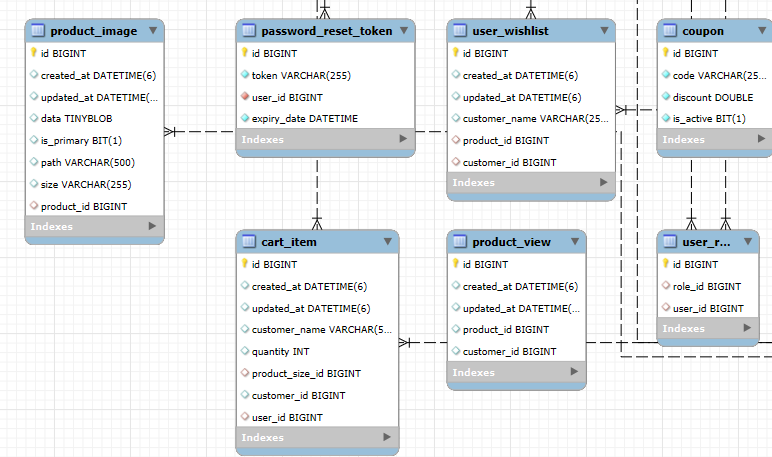 product_image
id BIGINT
created_at DATETIME(6)
updated_at DATETIME(...
data TINYBLOB
is_primary BIT(1)
path VARCHAR(500)
size VARCHAR(255)
product_id BIGINT
Indexes
password_reset_token
id BIGINT
token VARCHAR(255)
user_id BIGINT
expiry_date DATETIME
Indexes
user_wishlist
id BIGINT
created_at DATETIME(6)
updated_at DATETIME(6)
customer_name VARCHAR(25...
product_id BIGINT
customer_id BIGINT
Indexes
coupon
id BIGINT
code VARCHAR(25...
discount DOUBLE
is_active BIT(1)
Indexes
cart_item
id BIGINT
created_at DATETIME(6)
updated_at DATETIME(6)
customer_name VARCHAR(5...
quantity INT
product_size_id BIGINT
customer_id BIGINT
user_id BIGINT
Indexes
product_view
id BIGINT
created_at DATETIME(6)
updated_at DATETIME(...
product_id BIGINT
customer_id BIGINT
Indexes
user_r...
id BIGINT
role_id BIGINT
user_id BIGINT
Indexes